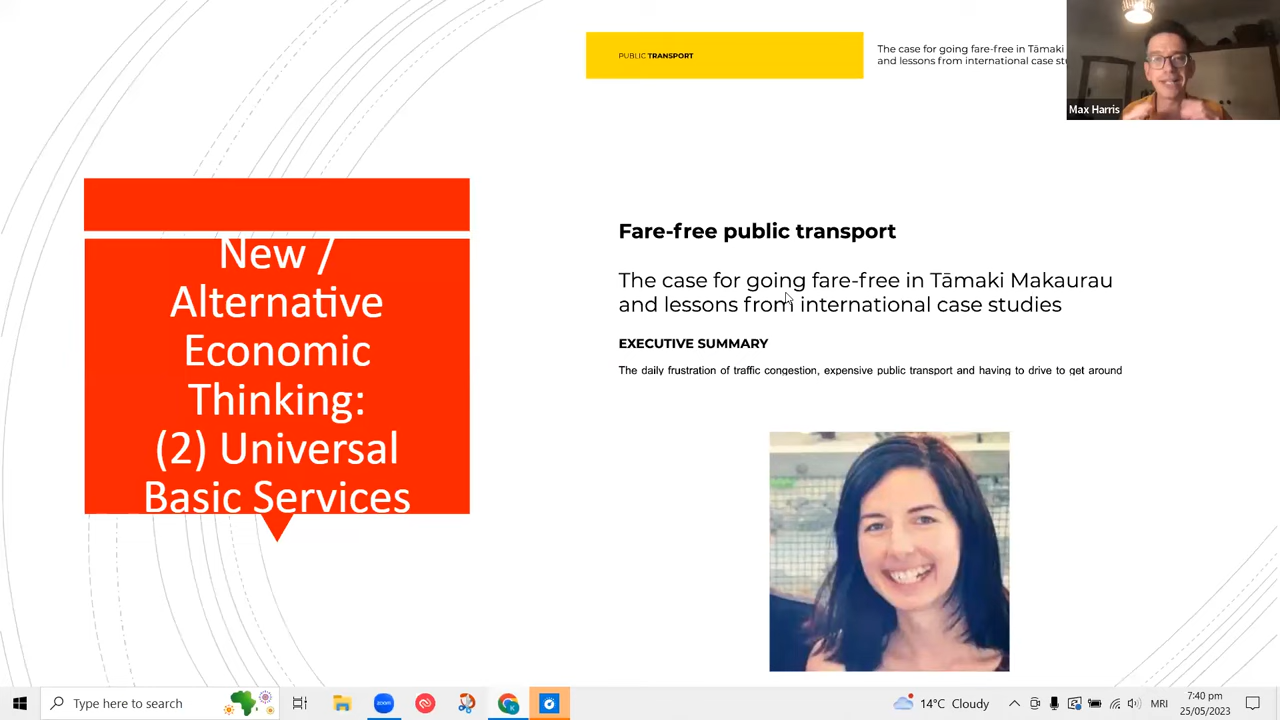 PUBLIC TRANSPORT
The case for going fare-free in Tāmaki
and lessons from international case
Max Harris
New /
Alternative
Economic
Thinking:
(2) Universal
Basic Services
Fare-free public transport
The case for going fare-free in Tāmaki Makaurau
and lessons from international case studies
EXECUTIVE SUMMARY
The daily frustration of traffic congestion, expensive public transport and having to drive to get around
Type here to search
zoom
14°C Cloudy
MRI
7:40 pm
25/05/2023